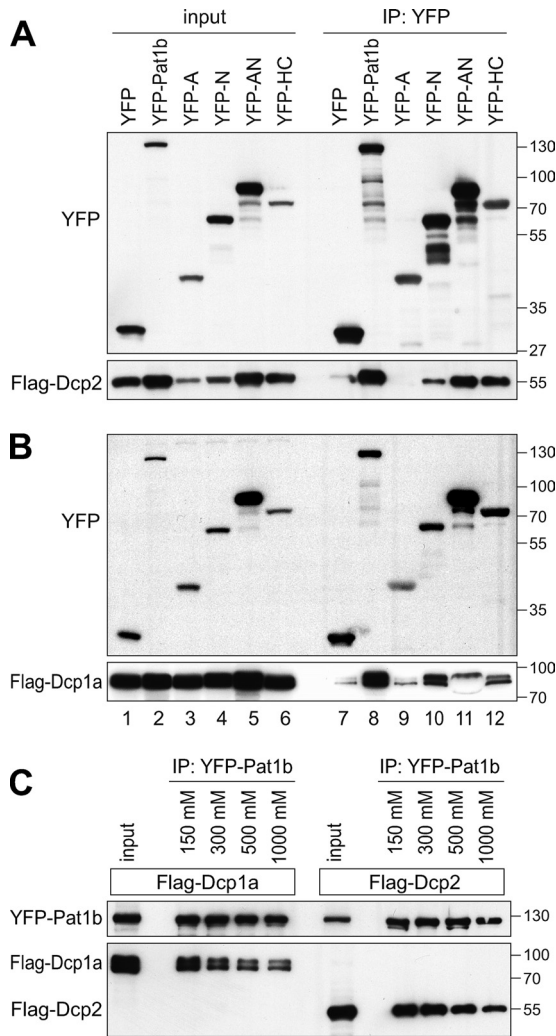 A
input IP: YFP
YFP YFP-Pat1b YFP-A YFP-N YFP-AN YFP-HC YFP YFP-Pat1b YFP-A YFP-N YFP-AN YFP-HC
YFP
130
100
70
55
35
27
Flag-Dcp2 55
B
YFP
130
100
70
55
35
Flag-Dcp1a
100
70
1 2 3 4 5 6 7 8 9 10 11 12
C
IP: YFP-Pat1b IP: YFP-Pat1b
input 150 mM 300 mM 500 mM 1000 mM input 150 mM 300 mM 500 mM 1000 mM
Flag-Dcp1a Flag-Dcp2
YFP-Pat1b 130
Flag-Dcp1a
100
70
Flag-Dcp2 55